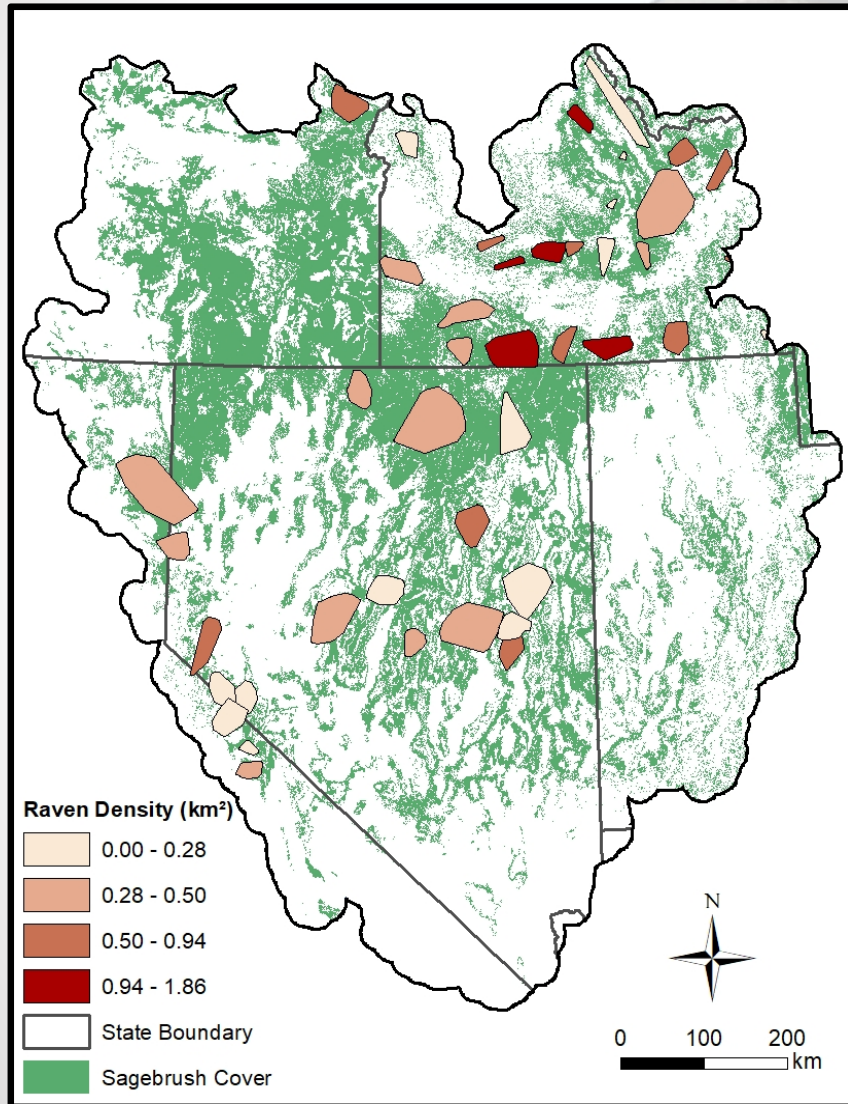 Raven Density (km²)
0.00 - 0.28
0.28 - 0.50
0.50 - 0.94
0.94 - 1.86
State Boundary
Sagebrush Cover
N
0 100 200
km